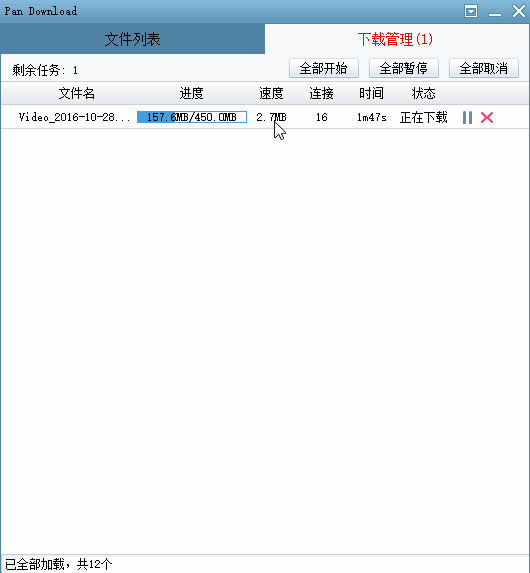 Pan Download
文件列表 下载管理(1)
剩余任务: 1 全部开始 全部暂停 全部取消
文件名 进度 速度 连接 时间 状态
Video_2016-10-28... 157.6MB/450.0MB 2.7MB 16 1m47s 正在下载
已全部加载，共12个